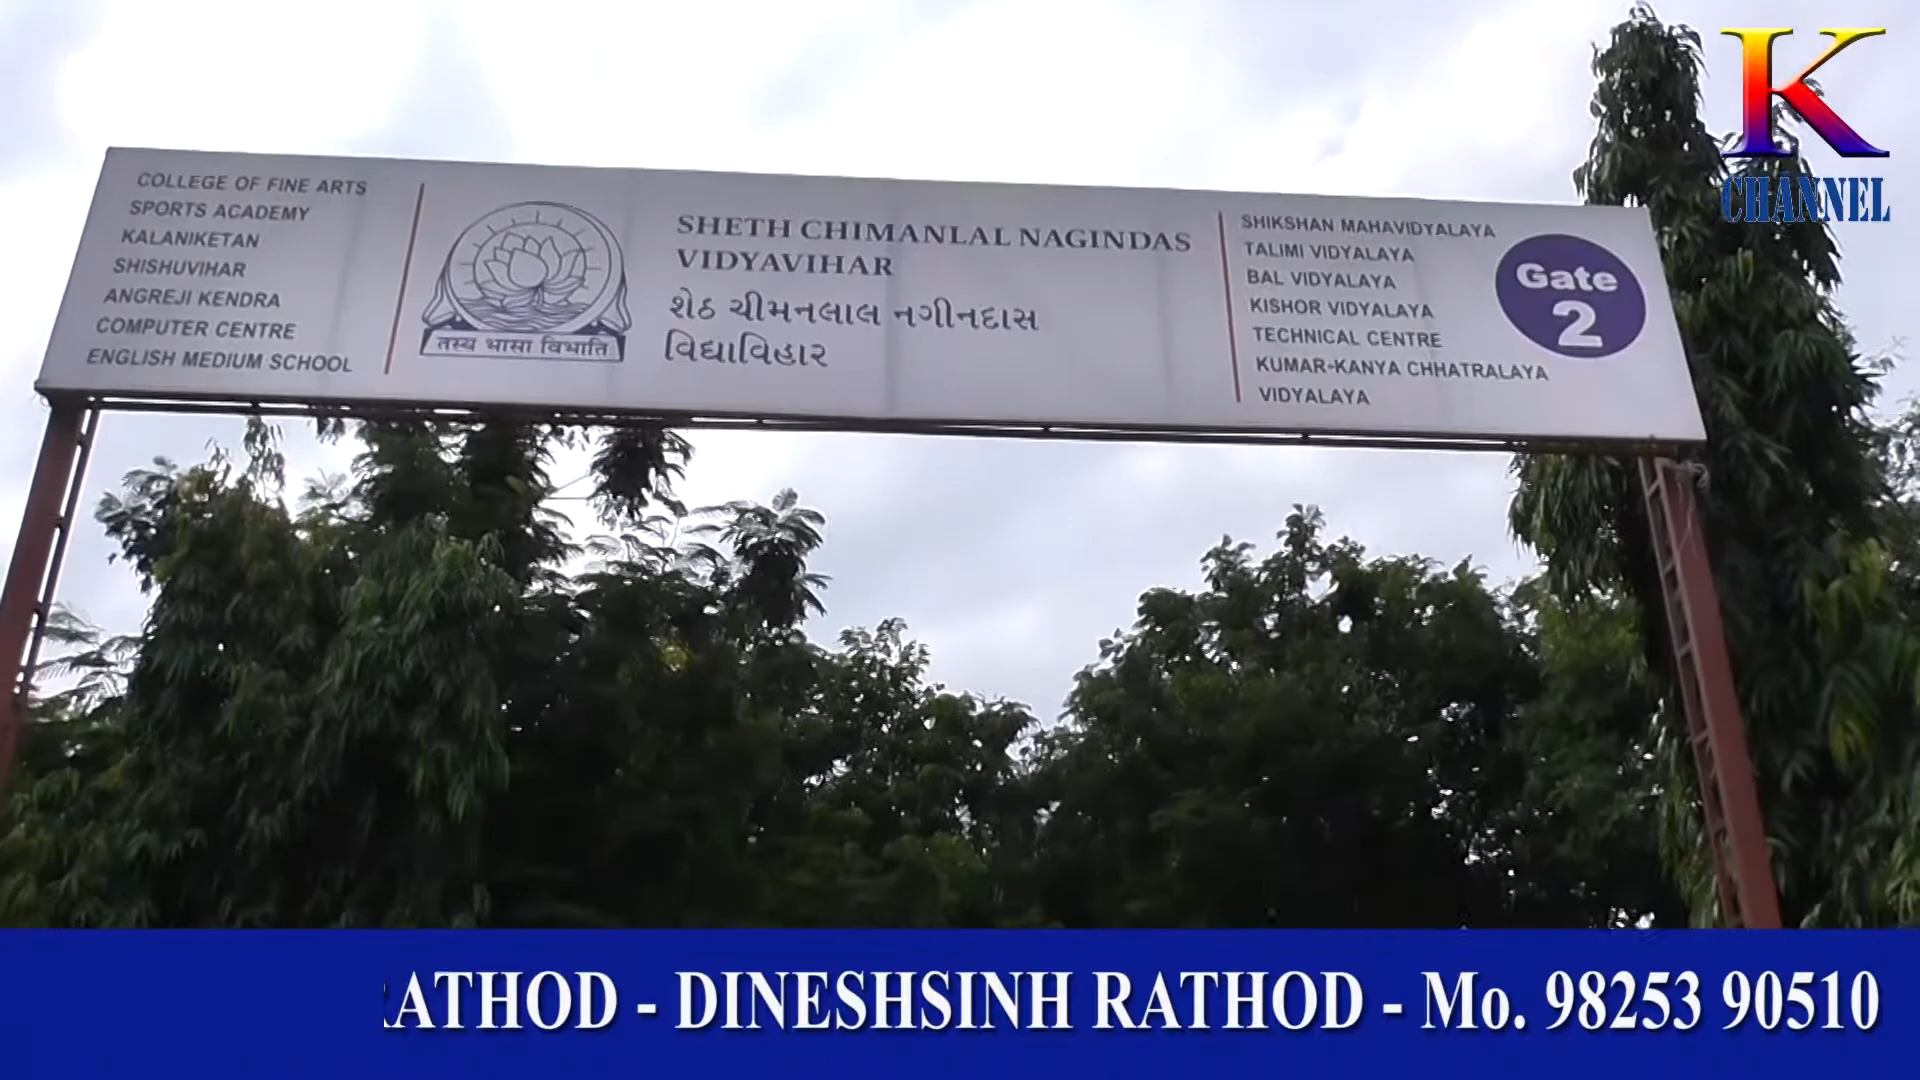 COLLEGE OF FINE ARTS
SPORTS ACADEMY
KALANIKETAN
SHISHUVIHAR
ANGREJI KENDRA
COMPUTER CENTRE
ENGLISH MEDIUM SCHOOL
तस्य भासा विभाति
SHETH CHIMANLAL NAGINDAS
VIDYAVIHAR
શેઠ ચીમનલાલ નગીનદાસ
વિદ્યાવિહાર
SHIKSHAN MAHAVIDYALAYA
TALIMI VIDYALAYA
BAL VIDYALAYA
KISHOR VIDYALAYA
TECHNICAL CENTRE
KUMAR-KANYA CHHATRALAYA
VIDYALAYA
Gate
2
K
CHANNEL
RATHOD - DINESHSINH RATHOD - Mo. 98253 90510